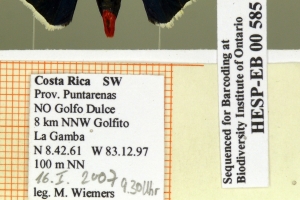 Costa Rica SW
Prov. Puntarenas
NO Golfo Dulce
8 km NNW Golfito
La Gamba
N 8.42.61 W 83.12.97
100 m NN
16. I. 2007 9.30 Uhr
leg. M. Wiemers
Sequenced for Barcoding at
Biodiversity Institute of Ontario
HESP-EB 00 585